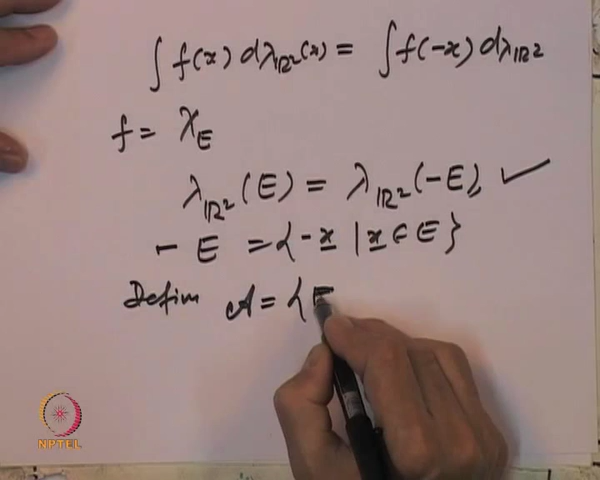 ∫ f(x) dλ_{ℝ²}(x) = ∫ f(-x) dλ_{ℝ²}
f = χ_E
λ_{ℝ²}(E) = λ_{ℝ²}(-E), ✓
- E = { -x | x ∈ E }
Define 𝒜 = { E
NPTEL